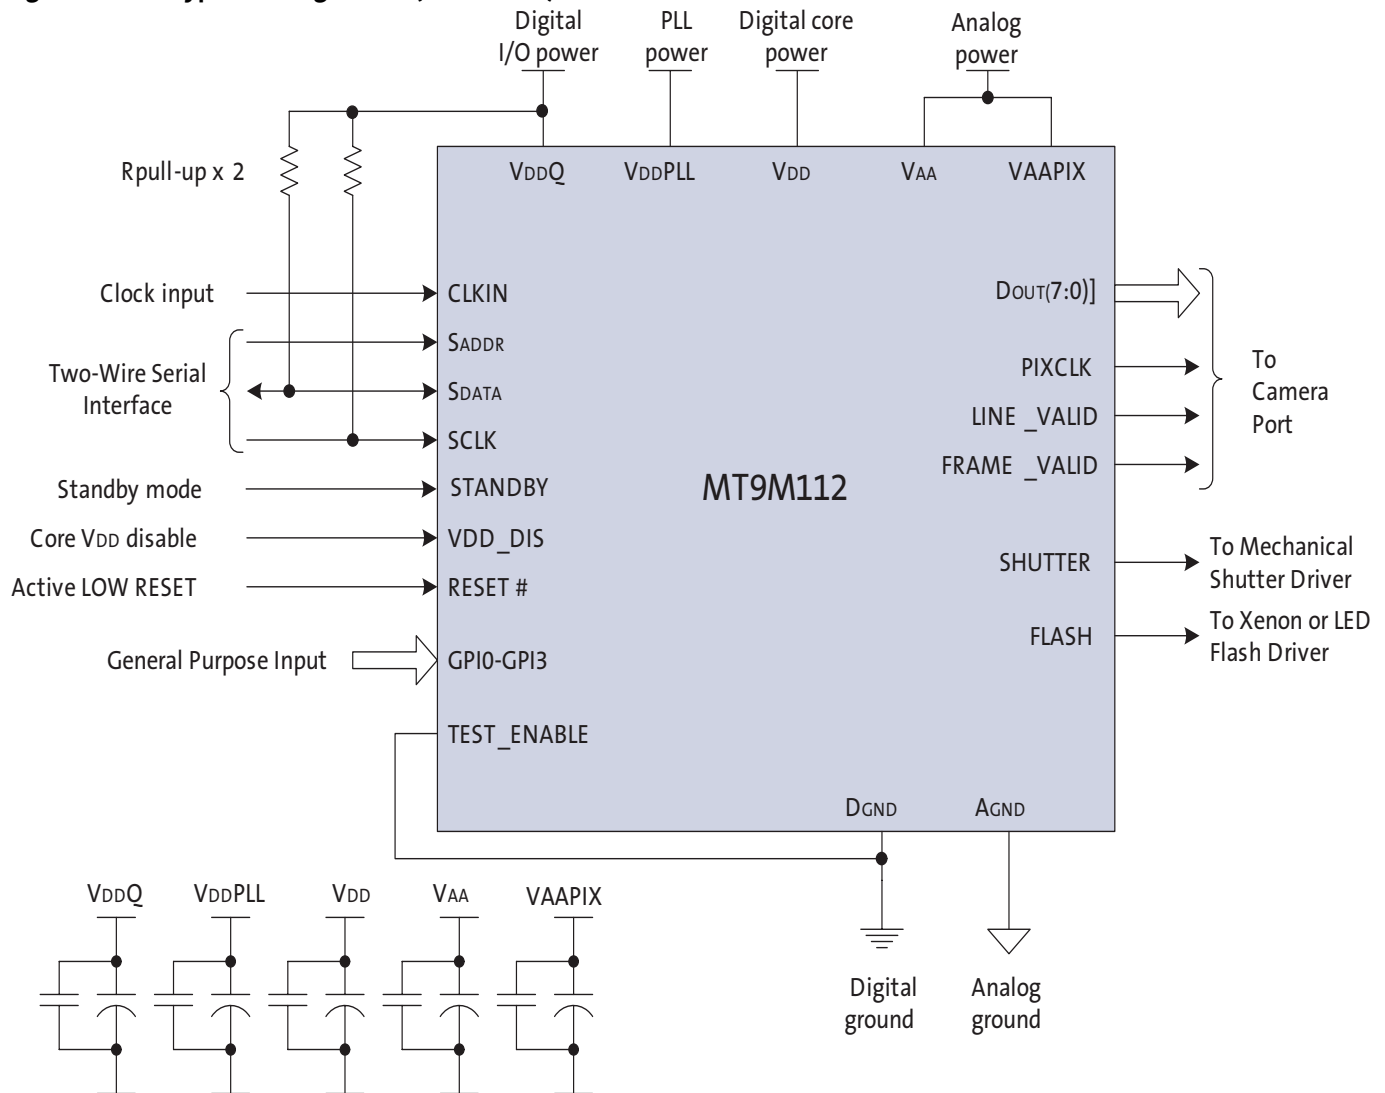 Digital
I/O power
PLL
power
Digital core
power
Analog
power
Rpull-up x 2
VDDQ
VDDPLL
VDD
VAA
VAAPIX
Clock input
CLKIN
DOUT(7:0)]
SADDR
Two-Wire Serial
Interface
SDATA
PIXCLK
To
Camera
Port
LINE _VALID
SCLK
FRAME _VALID
Standby mode
STANDBY
MT9M112
Core VDD disable
VDD_DIS
SHUTTER
To Mechanical
Shutter Driver
Active LOW RESET
RESET #
FLASH
To Xenon or LED
Flash Driver
General Purpose Input
GPI0-GPI3
TEST_ENABLE
DGND
AGND
VDDQ
VDDPLL
VDD
VAA
VAAPIX
Digital
ground
Analog
ground